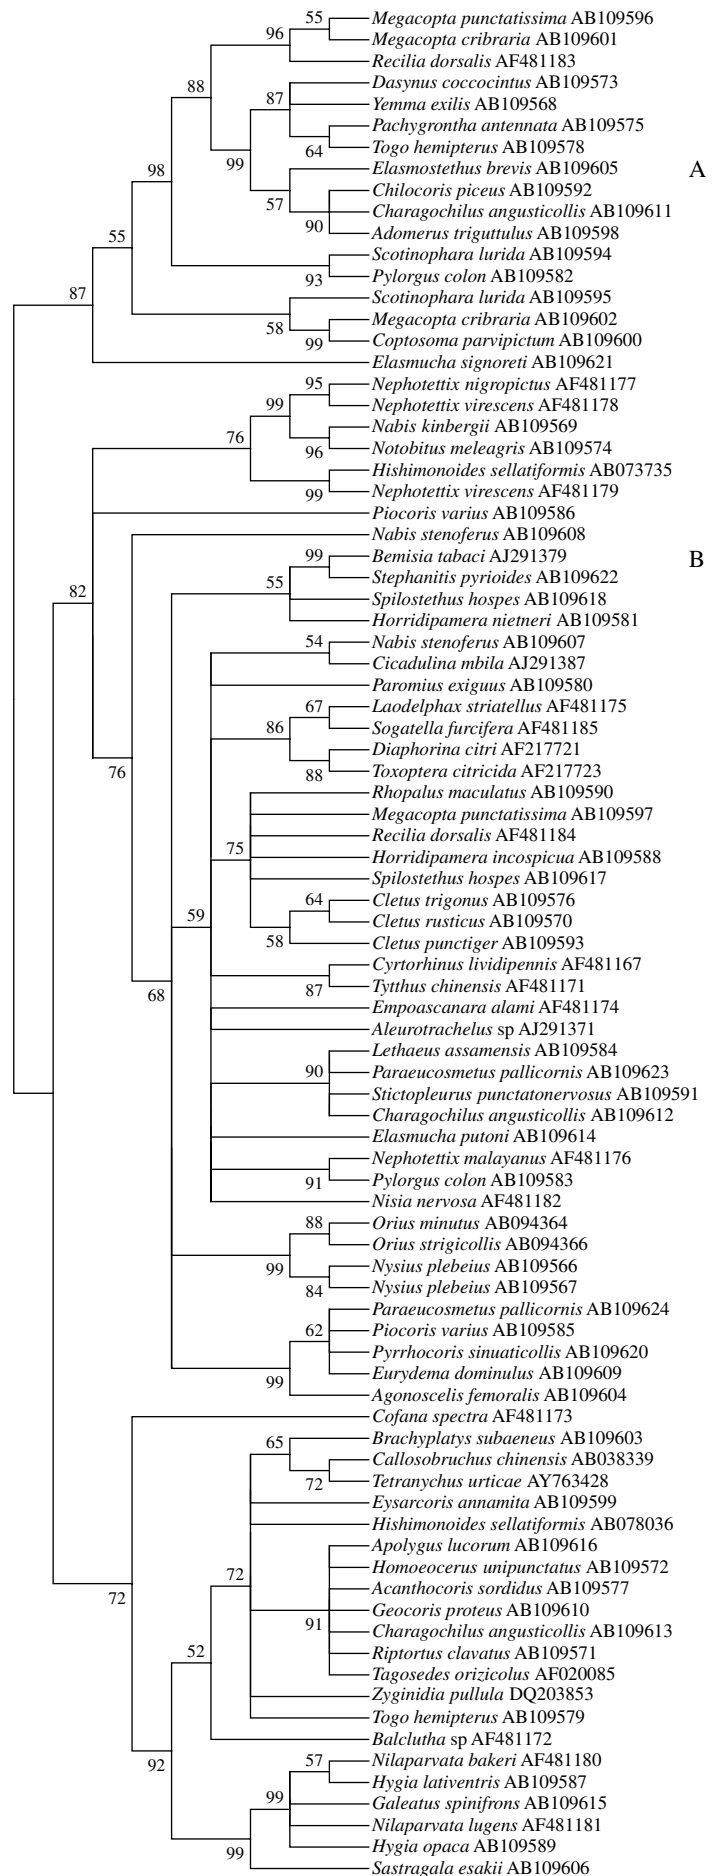 55 Megacopta punctatissima AB109596
96 Megacopta cribraria AB109601
Recilia dorsalis AF481183
88 87 Dasynus coccocintus AB109573
Yemma exilis AB109568
Pachygrontha antennata AB109575
99 64 Togo hemipterus AB109578
98 Elasmostethus brevis AB109605 A
57 Chilocoris piceus AB109592
Charagochilus angusticollis AB109611
90 Adomerus triguttulus AB109598
55 Scotinophara lurida AB109594
93 Pylorgus colon AB109582
87 Scotinophara lurida AB109595
58 Megacopta cribraria AB109602
99 Coptosoma parvipictum AB109600
Elasmucha signoreti AB109621
95 Nephotettix nigropictus AF481177
99 Nephotettix virescens AF481178
Nabis kinbergii AB109569
76 96 Notobitus meleagris AB109574
Hishimonoides sellatiformis AB073735
99 Nephotettix virescens AF481179
Piocoris varius AB109586
Nabis stenoferus AB109608
99 Bemisia tabaci AJ291379 B
55 Stephanitis pyrioides AB109622
82 Spilostethus hospes AB109618
Horridipamera nietneri AB109581
54 Nabis stenoferus AB109607
Cicadulina mbila AJ291387
Paromius exiguus AB109580
67 Laodelphax striatellus AF481175
86 Sogatella furcifera AF481185
Diaphorina citri AF217721
76 88 Toxoptera citricida AF217723
Rhopalus maculatus AB109590
Megacopta punctatissima AB109597
Recilia dorsalis AF481184
75 Horridipamera incospicua AB109588
Spilostethus hospes AB109617
64 Cletus trigonus AB109576
59 Cletus rusticus AB109570
58 Cletus punctiger AB109593
Cyrtorhinus lividipennis AF481167
68 87 Tytthus chinensis AF481171
Empoascanara alami AF481174
Aleurotrachelus sp AJ291371
Lethaeus assamensis AB109584
90 Paraeucosmetus pallicornis AB109623
Stictopleurus punctatonervosus AB109591
Charagochilus angusticollis AB109612
Elasmucha putoni AB109614
Nephotettix malayanus AF481176
91 Pylorgus colon AB109583
Nisia nervosa AF481182
88 Orius minutus AB094364
Orius strigicollis AB094366
99 Nysius plebeius AB109566
84 Nysius plebeius AB109567
Paraeucosmetus pallicornis AB109624
62 Piocoris varius AB109585
Pyrrhocoris sinuaticollis AB109620
99 Eurydema dominulus AB109609
Agonoscelis femoralis AB109604
Cofana spectra AF481173
65 Brachyplatys subaeneus AB109603
Callosobruchus chinensis AB038339
72 Tetranychus urticae AY763428
Eysarcoris annamita AB109599
Hishimonoides sellatiformis AB078036
Apolygus lucorum AB109616
72 72 Homoeocerus unipunctatus AB109572
Acanthocoris sordidus AB109577
Geocoris proteus AB109610
91 Charagochilus angusticollis AB109613
52 Riptortus clavatus AB109571
Tagosedes orizicolus AF020085
Zyginidia pullula DQ203853
Togo hemipterus AB109579
Balclutha sp AF481172
92 57 Nilaparvata bakeri AF481180
Hygia lativentris AB109587
99 Galeatus spinifrons AB109615
Nilaparvata lugens AF481181
99 Hygia opaca AB109589
Sastragala esakii AB109606